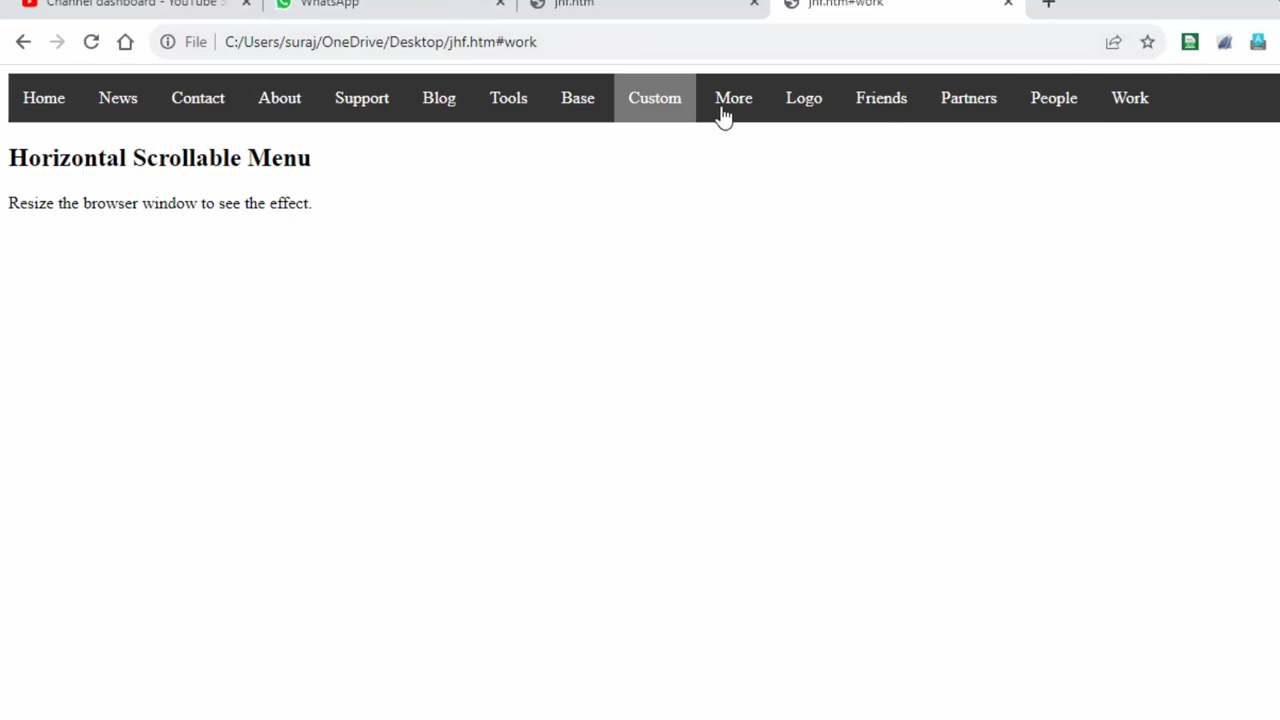 Channel dashboard - YouTube S
WhatsApp
jhf.htm
jhf.htm#work
File
C:/Users/suraj/OneDrive/Desktop/jhf.htm#work
Home News Contact About Support Blog Tools Base Custom More Logo Friends Partners People Work
Horizontal Scrollable Menu
Resize the browser window to see the effect.